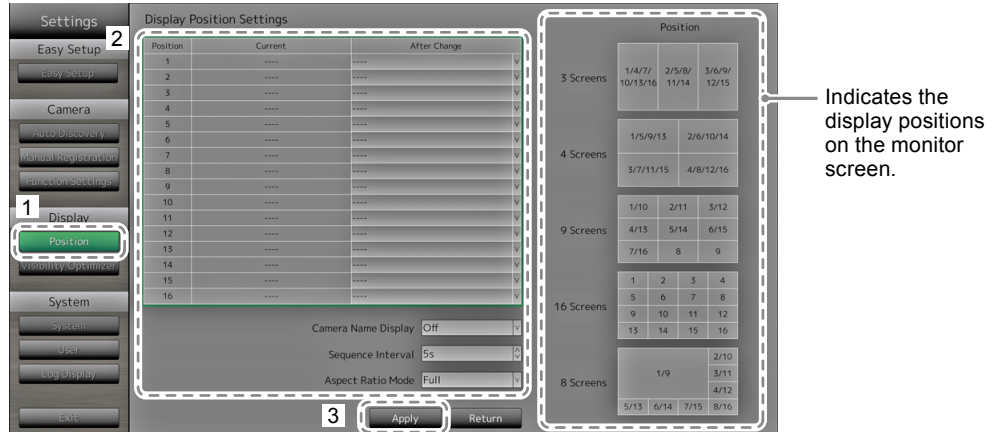 Settings
2
Easy Setup
Easy Setup
Camera
Auto Discovery
Manual Registration
Function Settings
1
Display
Position
Visibility Optimizer
System
System
User
Log Display
Exit
Display Position Settings
Position Current After Change
1 ---- ----
2 ---- ----
3 ---- ----
4 ---- ----
5 ---- ----
6 ---- ----
7 ---- ----
8 ---- ----
9 ---- ----
10 ---- ----
11 ---- ----
12 ---- ----
13 ---- ----
14 ---- ----
15 ---- ----
16 ---- ----
Camera Name Display Off
Sequence Interval 5s
Aspect Ratio Mode Full
3
Apply Return
Position
3 Screens
1/4/7/ 2/5/8/ 3/6/9/
10/13/16 11/14 12/15
4 Screens
1/5/9/13 2/6/10/14
3/7/11/15 4/8/12/16
9 Screens
1/10 2/11 3/12
4/13 5/14 6/15
7/16 8 9
16 Screens
1 2 3 4
5 6 7 8
9 10 11 12
13 14 15 16
8 Screens
1/9
2/10
3/11
4/12
5/13 6/14 7/15 8/16
Indicates the
display positions
on the monitor
screen.